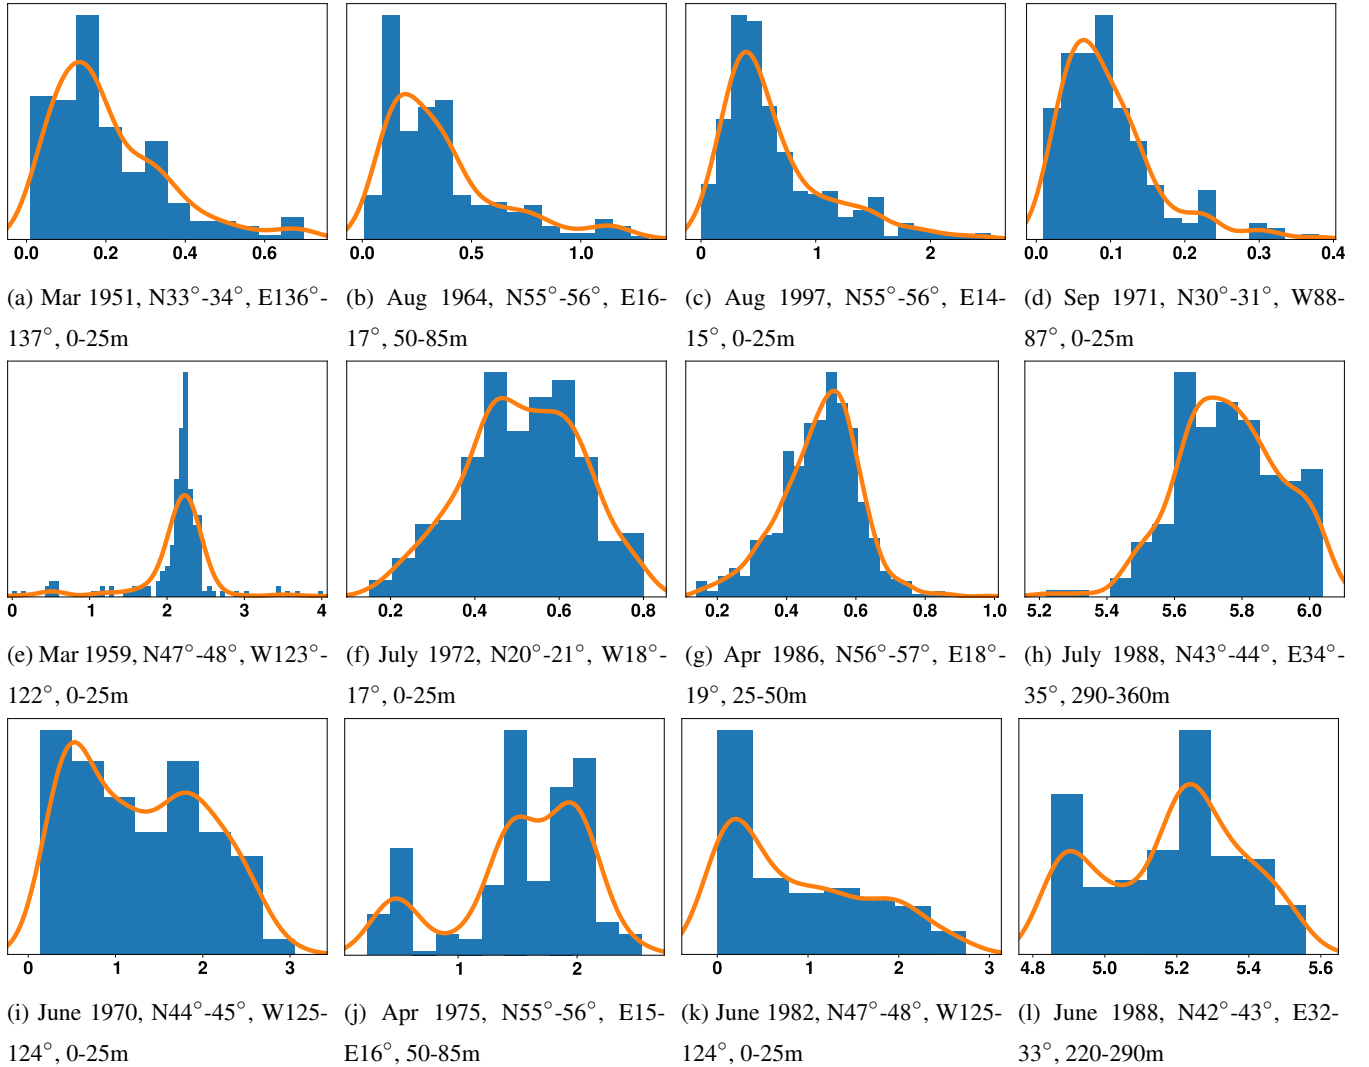 0.0 0.2 0.4 0.6
0.0 0.5 1.0
0 1 2
0.0 0.1 0.2 0.3 0.4
(a) Mar 1951, N33°-34°, E136°-
137°, 0-25m
(b) Aug 1964, N55°-56°, E16-
17°, 50-85m
(c) Aug 1997, N55°-56°, E14-
15°, 0-25m
(d) Sep 1971, N30°-31°, W88-
87°, 0-25m
0 1 2 3 4
0.2 0.4 0.6 0.8
0.2 0.4 0.6 0.8 1.0
5.2 5.4 5.6 5.8 6.0
(e) Mar 1959, N47°-48°, W123°-
122°, 0-25m
(f) July 1972, N20°-21°, W18°-
17°, 0-25m
(g) Apr 1986, N56°-57°, E18°-
19°, 25-50m
(h) July 1988, N43°-44°, E34°-
35°, 290-360m
0 1 2 3
1 2
0 1 2 3
4.8 5.0 5.2 5.4 5.6
(i) June 1970, N44°-45°, W125-
124°, 0-25m
(j) Apr 1975, N55°-56°, E15-
E16°, 50-85m
(k) June 1982, N47°-48°, W125-
124°, 0-25m
(l) June 1988, N42°-43°, E32-
33°, 220-290m